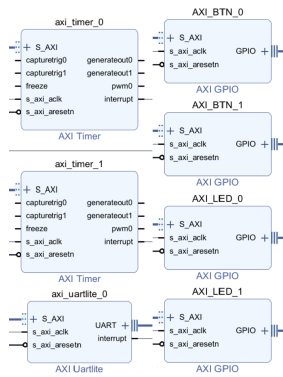 axi_timer_0
S_AXI
capturetrig0 generateout0
capturetrig1 generateout1
freeze pwm0
s_axi_aclk interrupt
s_axi_aresetn
AXI Timer
AXI_BTN_0
S_AXI
s_axi_aclk GPIO
s_axi_aresetn
AXI GPIO
AXI_BTN_1
S_AXI
s_axi_aclk GPIO
s_axi_aresetn
AXI GPIO
axi_timer_1
S_AXI
capturetrig0 generateout0
capturetrig1 generateout1
freeze pwm0
s_axi_aclk interrupt
s_axi_aresetn
AXI Timer
AXI_LED_0
S_AXI
s_axi_aclk GPIO
s_axi_aresetn
AXI GPIO
axi_uartlite_0
S_AXI
s_axi_aclk UART
s_axi_aresetn interrupt
AXI Uartlite
AXI_LED_1
S_AXI
s_axi_aclk GPIO
s_axi_aresetn
AXI GPIO